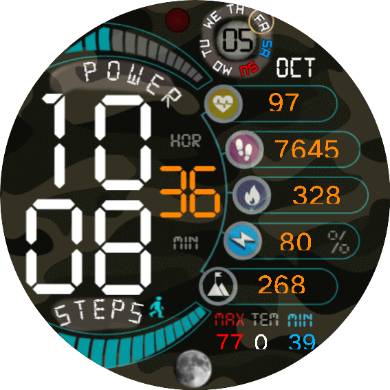 MO TU WE TH FR SA SU
05
OCT
POWER
10
HOR
36
08
MIN
STEPS
97
7645
328
80 %
268
MAX TEM MIN
77 0 39